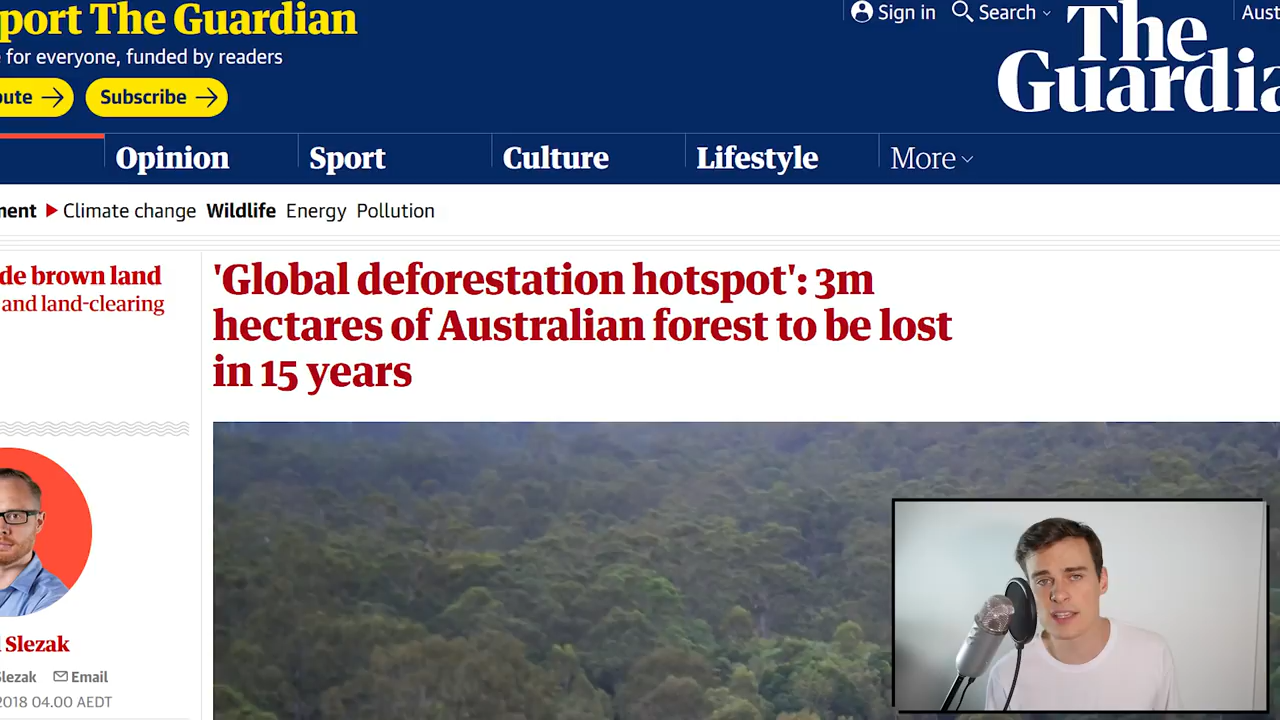 port The Guardian
Sign in
Search
Aust
for everyone, funded by readers
The
Guardia
ute
Subscribe
Opinion
Sport
Culture
Lifestyle
More
nent
Climate change
Wildlife
Energy
Pollution
de brown land
and land-clearing
'Global deforestation hotspot': 3m
hectares of Australian forest to be lost
in 15 years
Slezak
Slezak
Email
2018 04.00 AEDT